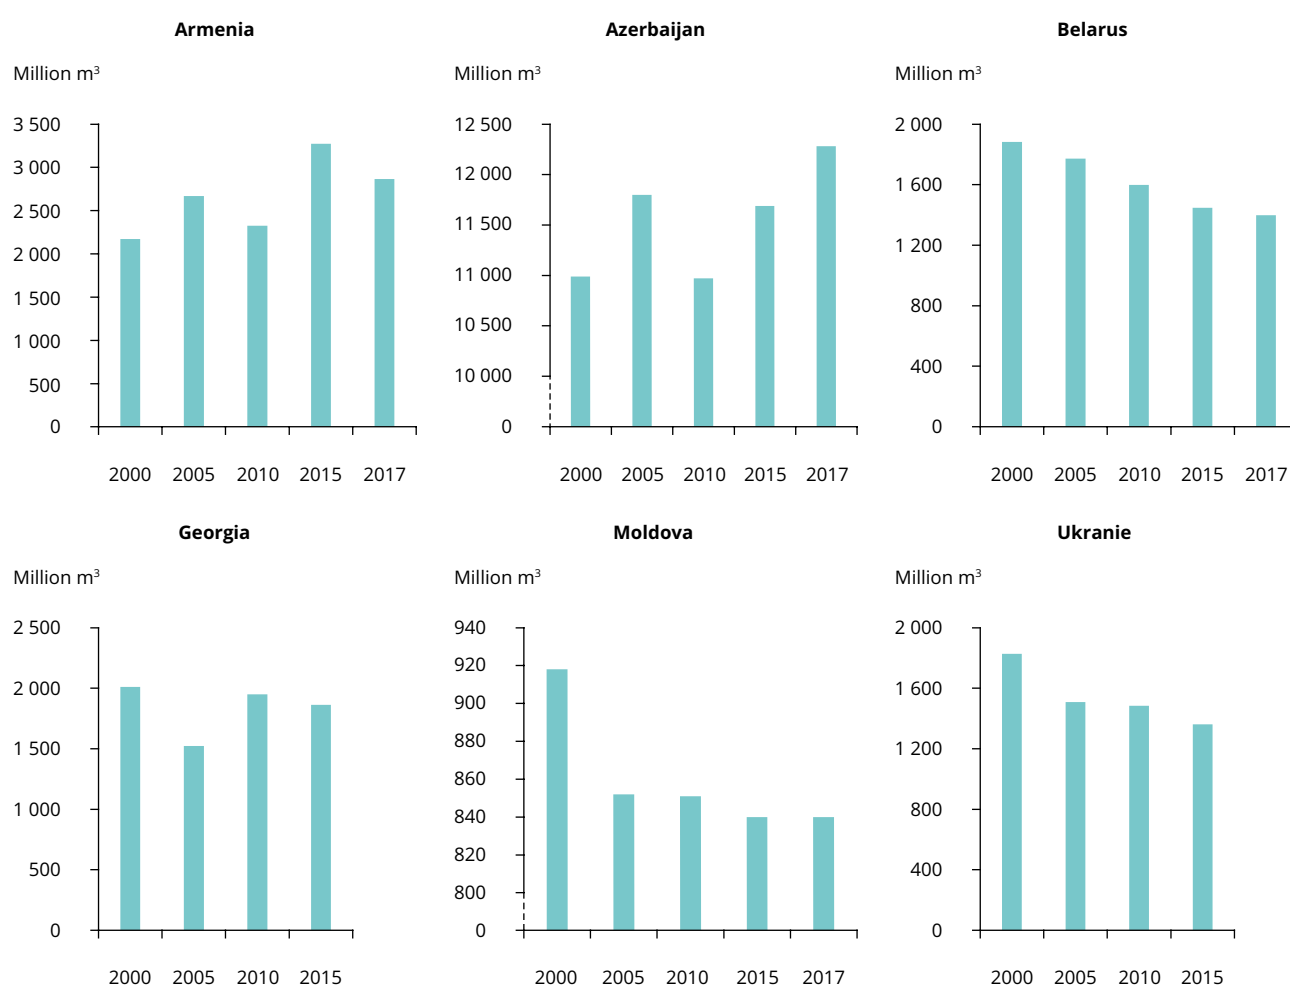 Armenia
Million m³
3 500
3 000
2 500
2 000
1 500
1 000
500
0
2000 2005 2010 2015 2017
Azerbaijan
Million m³
12 500
12 000
11 500
11 000
10 500
10 000
0
2000 2005 2010 2015 2017
Belarus
Million m³
2 000
1 600
1 200
800
400
0
2000 2005 2010 2015 2017
Georgia
Million m³
2 500
2 000
1 500
1 000
500
0
2000 2005 2010 2015
Moldova
Million m³
940
920
900
880
860
840
820
800
0
2000 2005 2010 2015 2017
Ukranie
Million m³
2 000
1 600
1 200
800
400
0
2000 2005 2010 2015